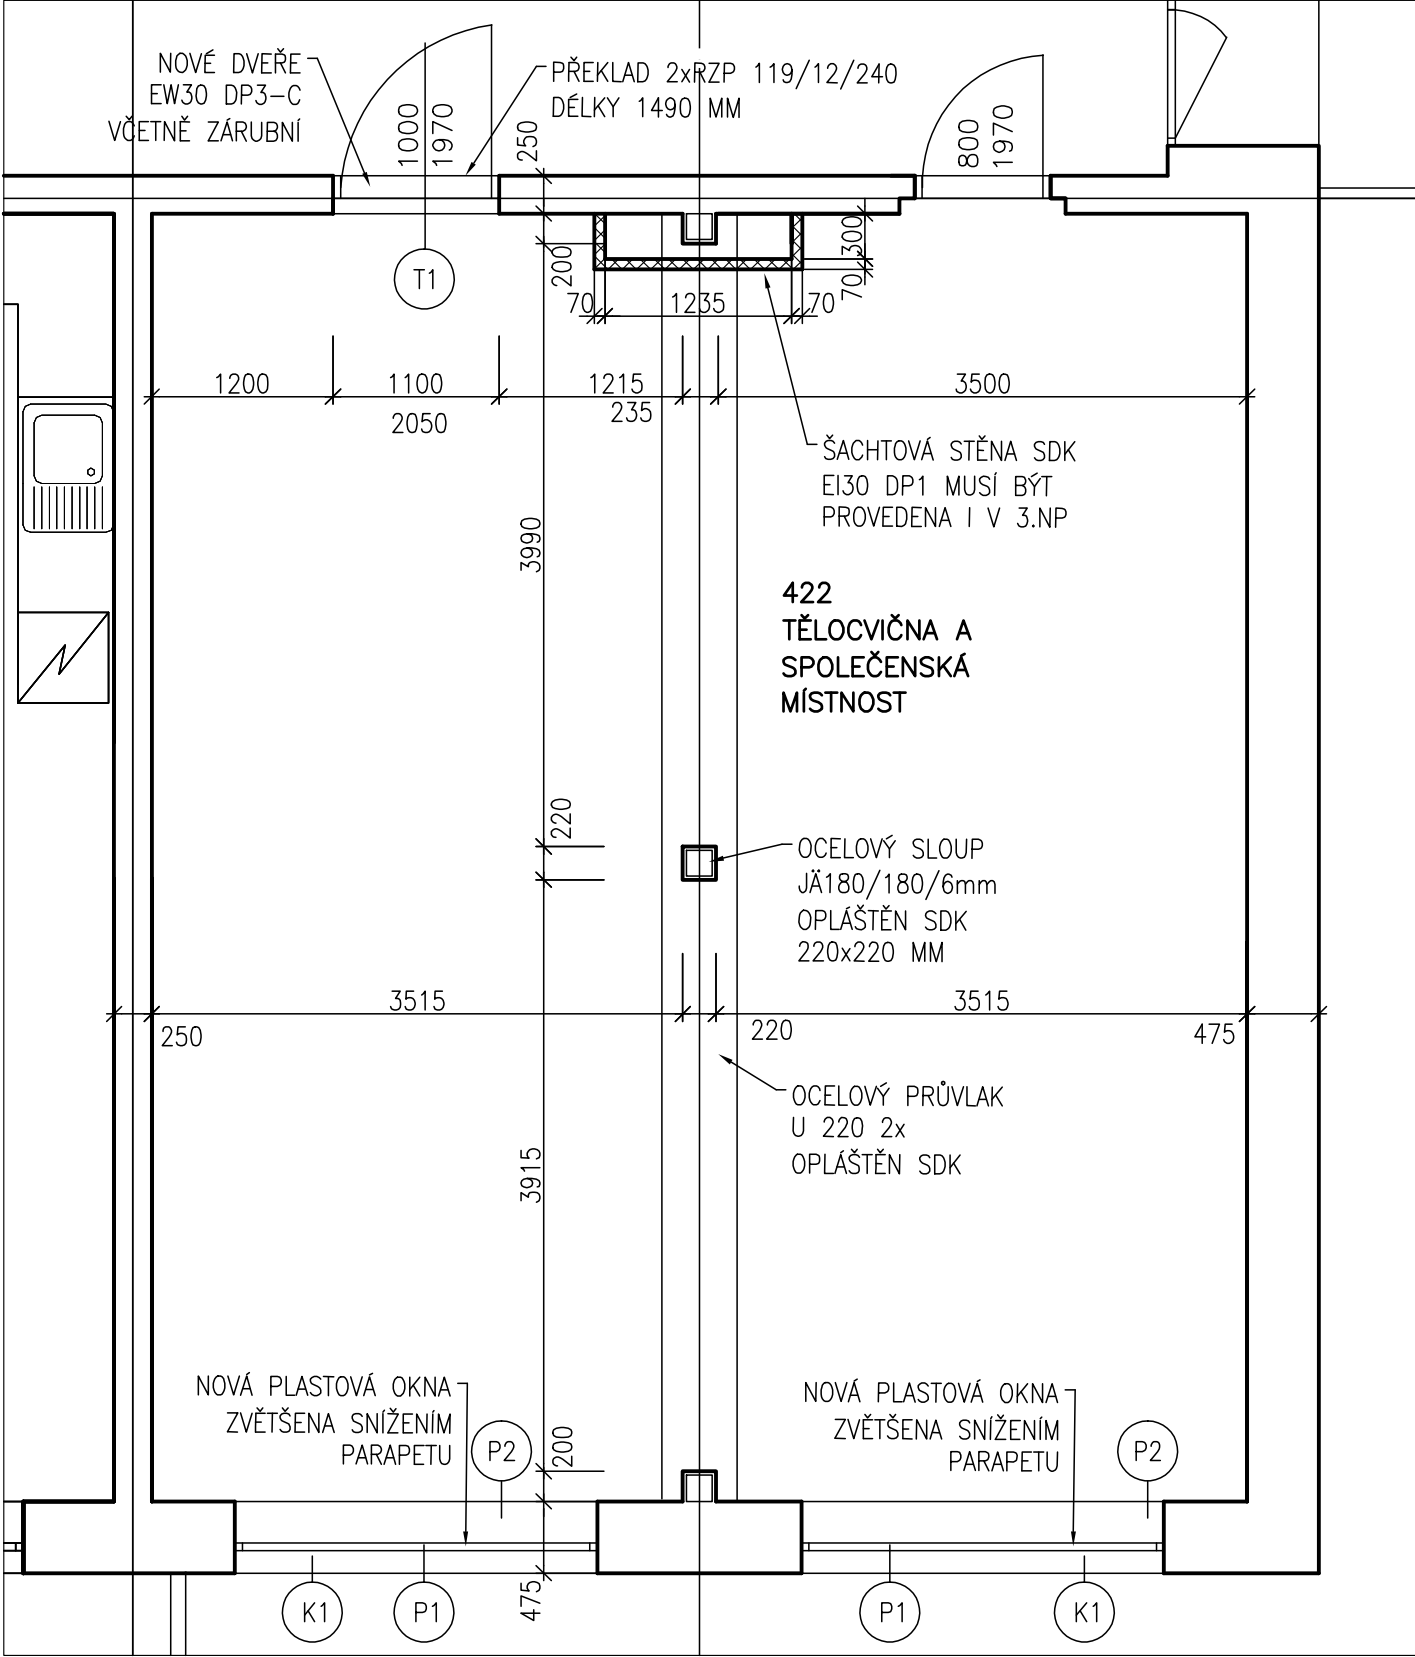 NOVÉ DVEŘE
EW30 DP3-C
VČETNĚ ZÁRUBNÍ
1000
1970
PŘEKLAD 2xRZP 119/12/240
DÉLKY 1490 MM
250
800
1970
T1
200
300
70
70
1235
70
1200
1100
2050
1215
235
3500
ŠACHTOVÁ STĚNA SDK
EI30 DP1 MUSÍ BÝT
PROVEDENA I V 3.NP
3990
422
TĚLOCVIČNA A
SPOLEČENSKÁ
MÍSTNOST
220
OCELOVÝ SLOUP
JÄ180/180/6mm
OPLÁŠTĚN SDK
220x220 MM
3515
3515
250
220
475
OCELOVÝ PRŮVLAK
U 220 2x
OPLÁŠTĚN SDK
3915
NOVÁ PLASTOVÁ OKNA
ZVĚTŠENA SNÍŽENÍM
PARAPETU
P2
200
NOVÁ PLASTOVÁ OKNA
ZVĚTŠENA SNÍŽENÍM
PARAPETU
P2
K1
P1
475
P1
K1